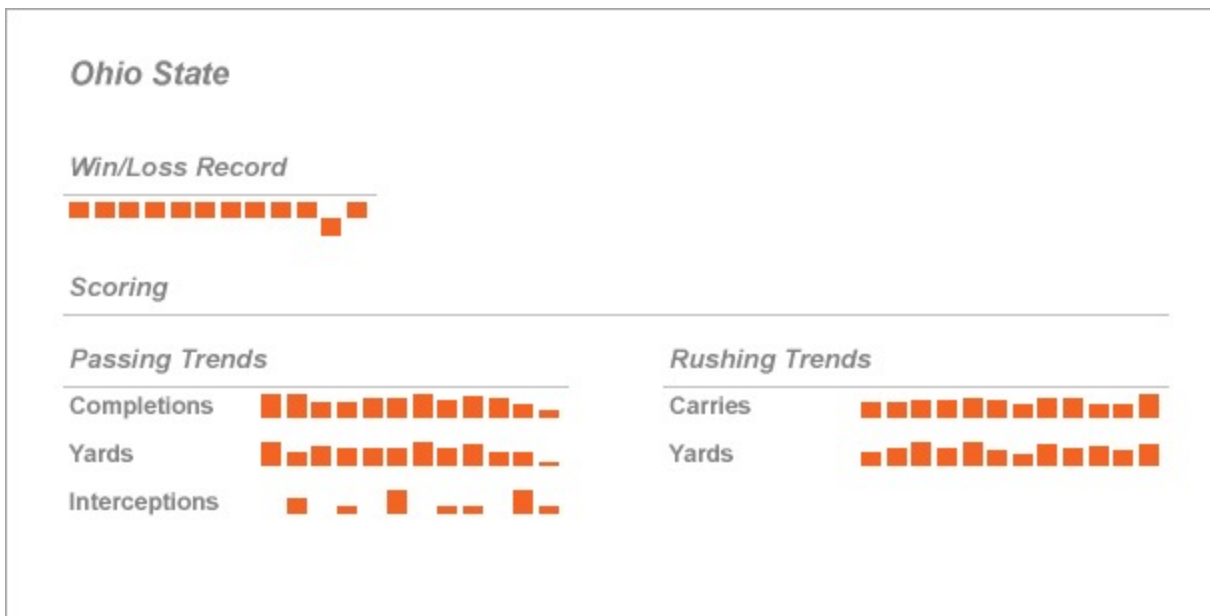 Ohio State
Win/Loss Record
Scoring
Passing Trends
Completions
Yards
Interceptions
Rushing Trends
Carries
Yards